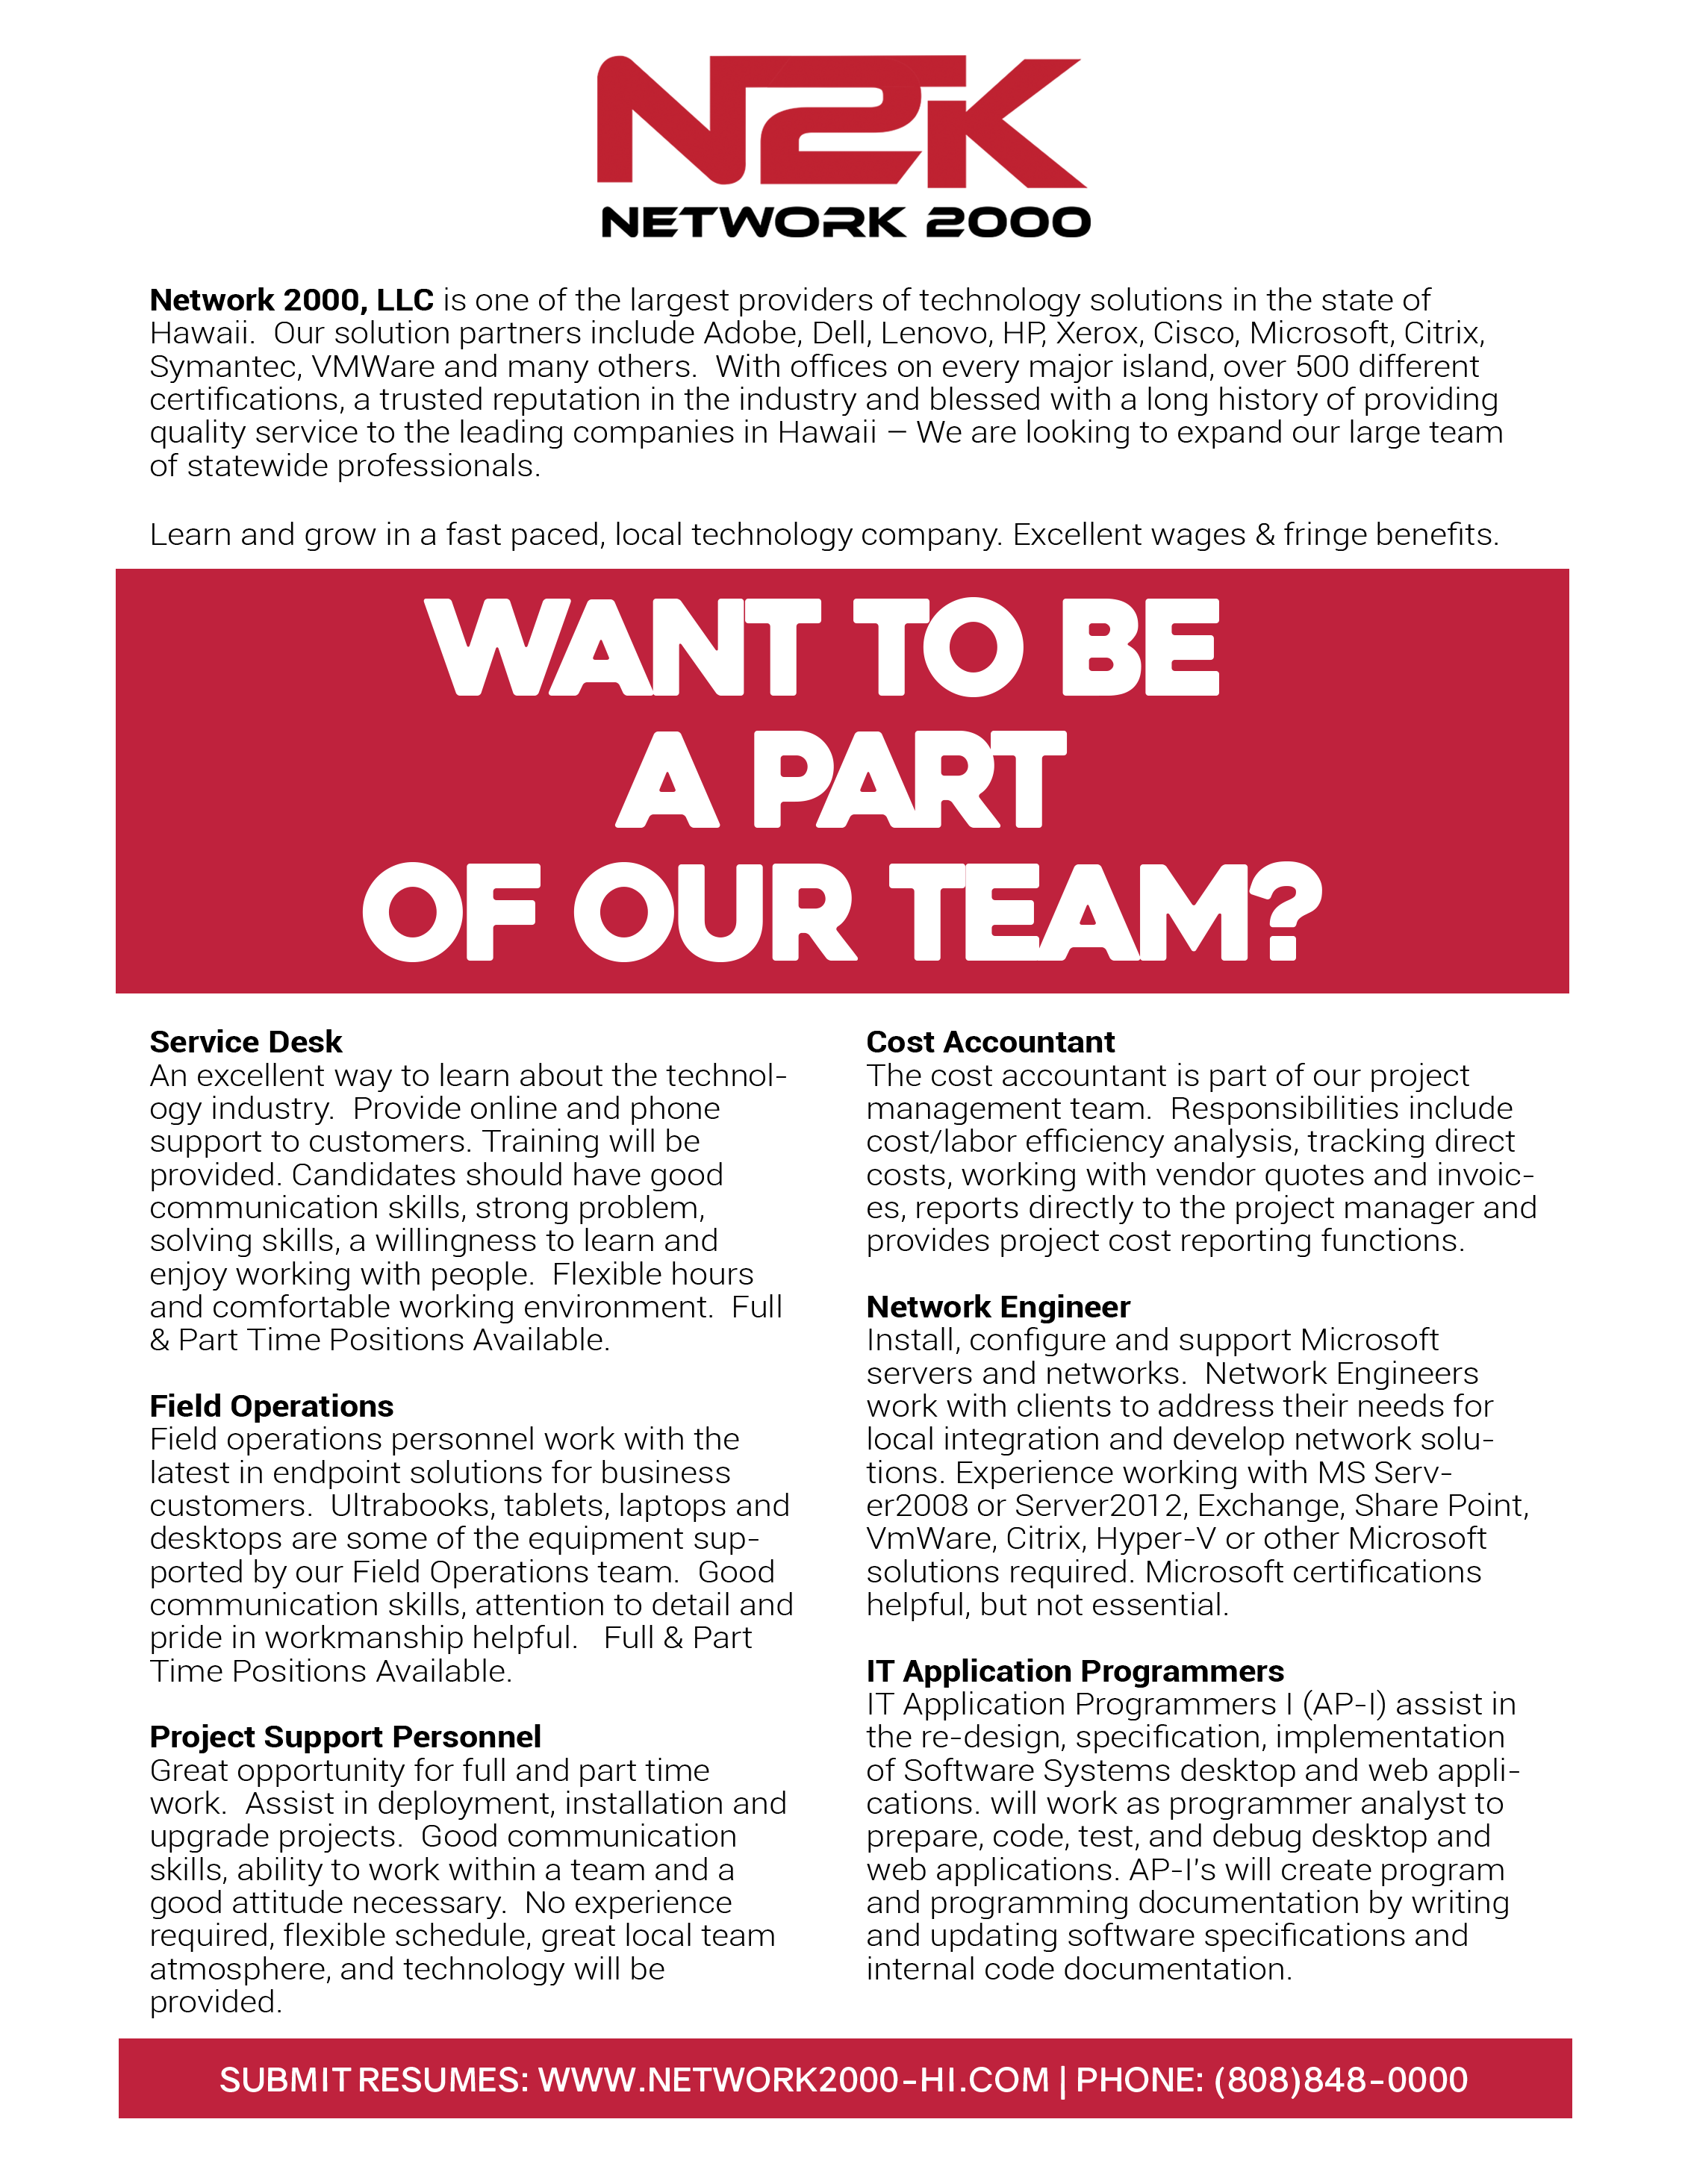 N2K
NETWORK 2000
Network 2000, LLC is one of the largest providers of technology solutions in the state of
Hawaii.  Our solution partners include Adobe, Dell, Lenovo, HP, Xerox, Cisco, Microsoft, Citrix,
Symantec, VMWare and many others.  With offices on every major island, over 500 different
certifications, a trusted reputation in the industry and blessed with a long history of providing
quality service to the leading companies in Hawaii – We are looking to expand our large team
of statewide professionals.
Learn and grow in a fast paced, local technology company. Excellent wages & fringe benefits.
WANT TO BE
A PART
OF OUR TEAM?
Service Desk
An excellent way to learn about the technol-
ogy industry.  Provide online and phone
support to customers. Training will be
provided. Candidates should have good
communication skills, strong problem,
solving skills, a willingness to learn and
enjoy working with people.  Flexible hours
and comfortable working environment.  Full
& Part Time Positions Available.
Field Operations
Field operations personnel work with the
latest in endpoint solutions for business
customers.  Ultrabooks, tablets, laptops and
desktops are some of the equipment sup-
ported by our Field Operations team.  Good
communication skills, attention to detail and
pride in workmanship helpful.   Full & Part
Time Positions Available.
Project Support Personnel
Great opportunity for full and part time
work.  Assist in deployment, installation and
upgrade projects.  Good communication
skills, ability to work within a team and a
good attitude necessary.  No experience
required, flexible schedule, great local team
atmosphere, and technology will be
provided.
Cost Accountant
The cost accountant is part of our project
management team.  Responsibilities include
cost/labor efficiency analysis, tracking direct
costs, working with vendor quotes and invoic-
es, reports directly to the project manager and
provides project cost reporting functions.
Network Engineer
Install, configure and support Microsoft
servers and networks.  Network Engineers
work with clients to address their needs for
local integration and develop network solu-
tions. Experience working with MS Serv-
er2008 or Server2012, Exchange, Share Point,
VmWare, Citrix, Hyper-V or other Microsoft
solutions required. Microsoft certifications
helpful, but not essential.
IT Application Programmers
IT Application Programmers I (AP-I) assist in
the re-design, specification, implementation
of Software Systems desktop and web appli-
cations. will work as programmer analyst to
prepare, code, test, and debug desktop and
web applications. AP-I's will create program
and programming documentation by writing
and updating software specifications and
internal code documentation.
SUBMIT RESUMES: WWW.NETWORK2000-HI.COM | PHONE: (808)848-0000